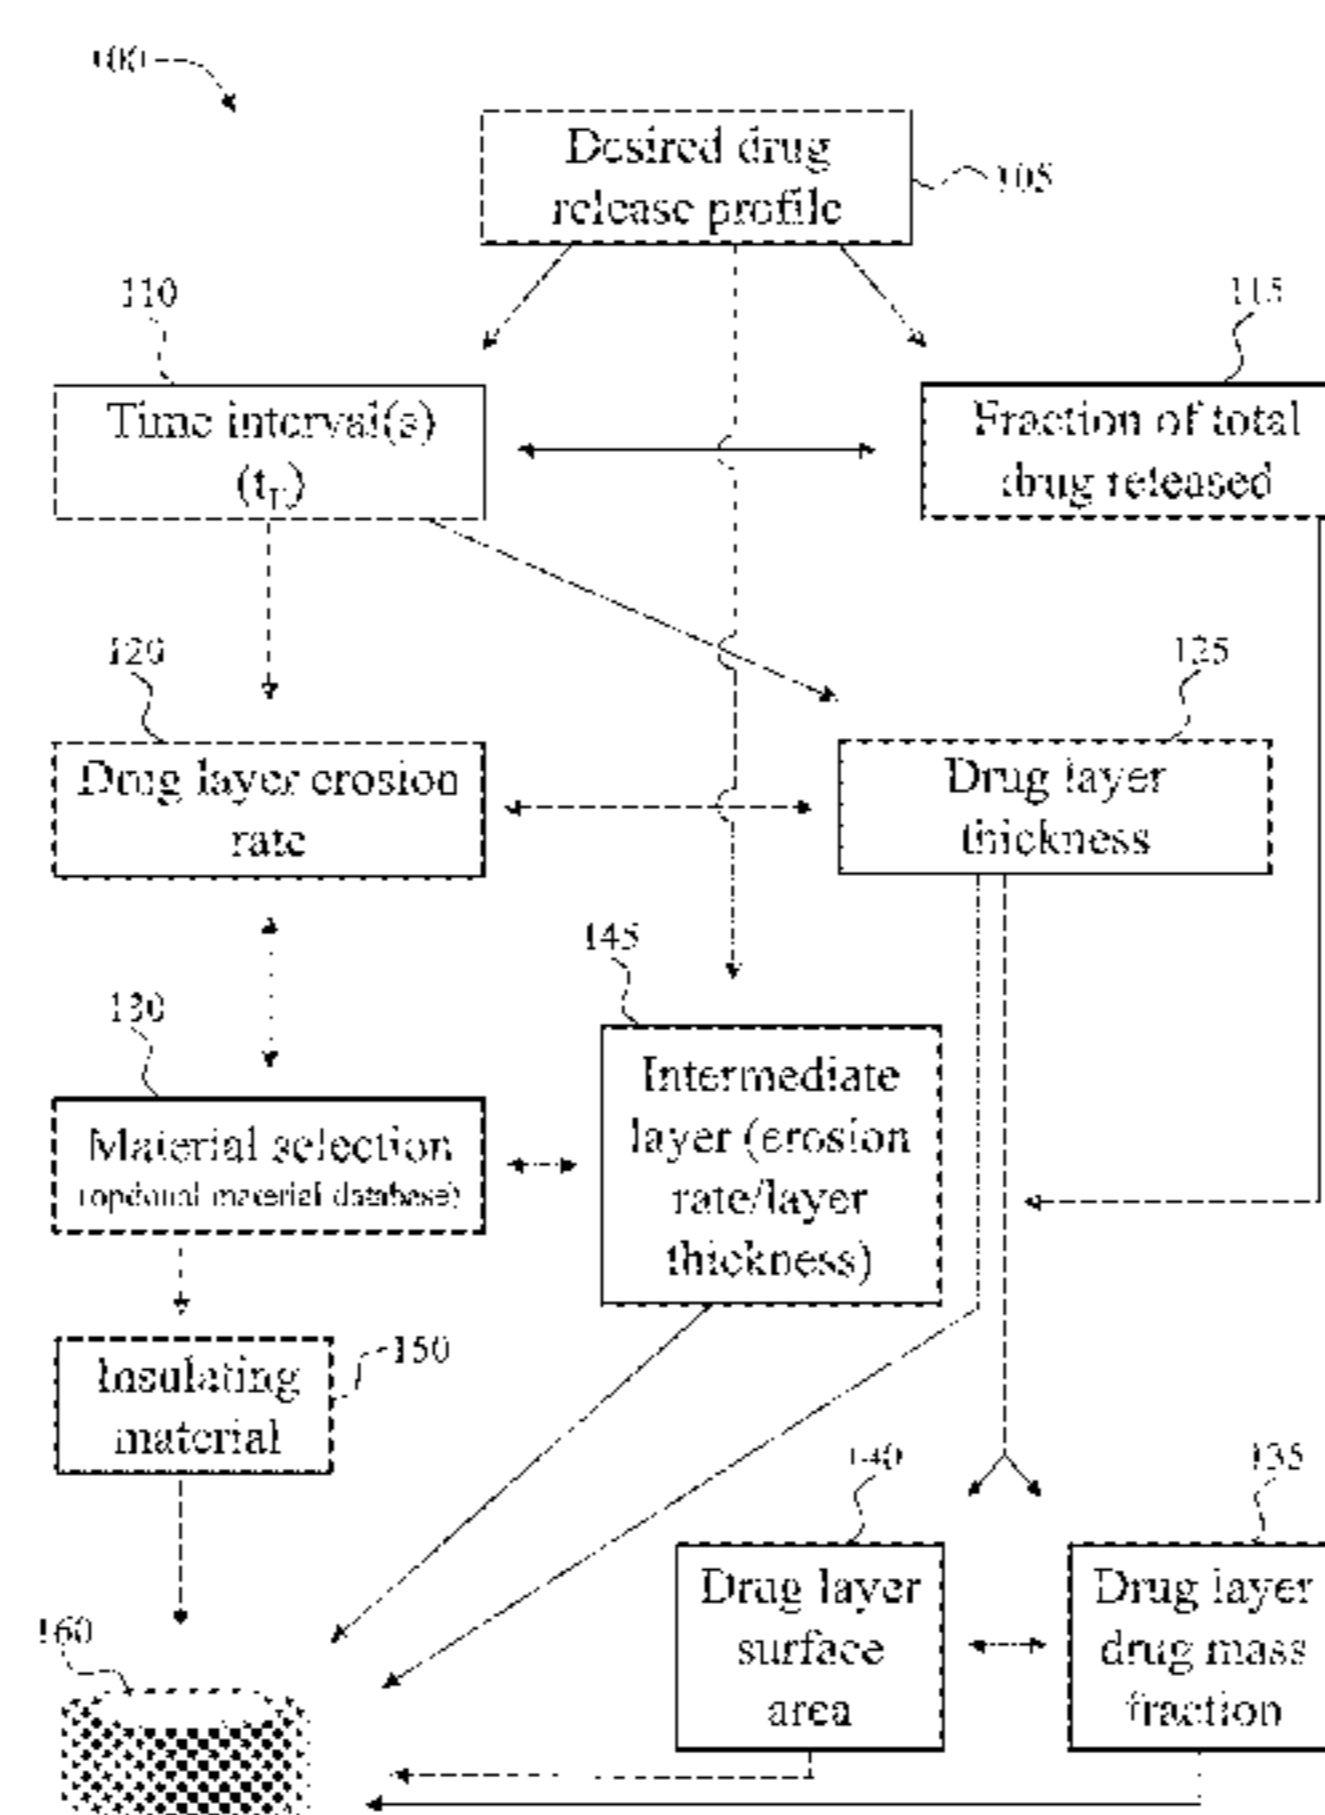 100
Desired drug
release profile
105
110
115
Time interval(s)
Fraction of total
drug released
120
125
Drug layer erosion
rate
Drug layer
thickness
145
130
Intermediate
layer (erosion
rate/layer
thickness)
Material selection
(optional material database)
Insulating
material
150
140
135
Drug layer
surface
area
Drug layer
drug mass
fraction
160